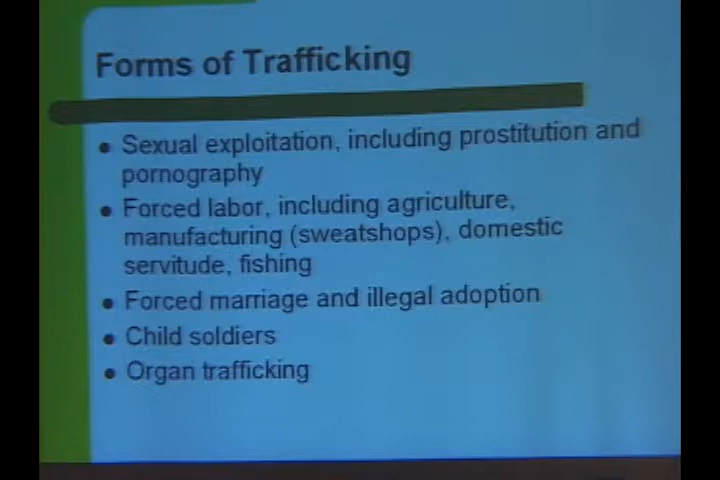 Forms of Trafficking
• Sexual exploitation, including prostitution and
pornography
• Forced labor, including agriculture,
manufacturing (sweatshops), domestic
servitude, fishing
• Forced marriage and illegal adoption
• Child soldiers
• Organ trafficking